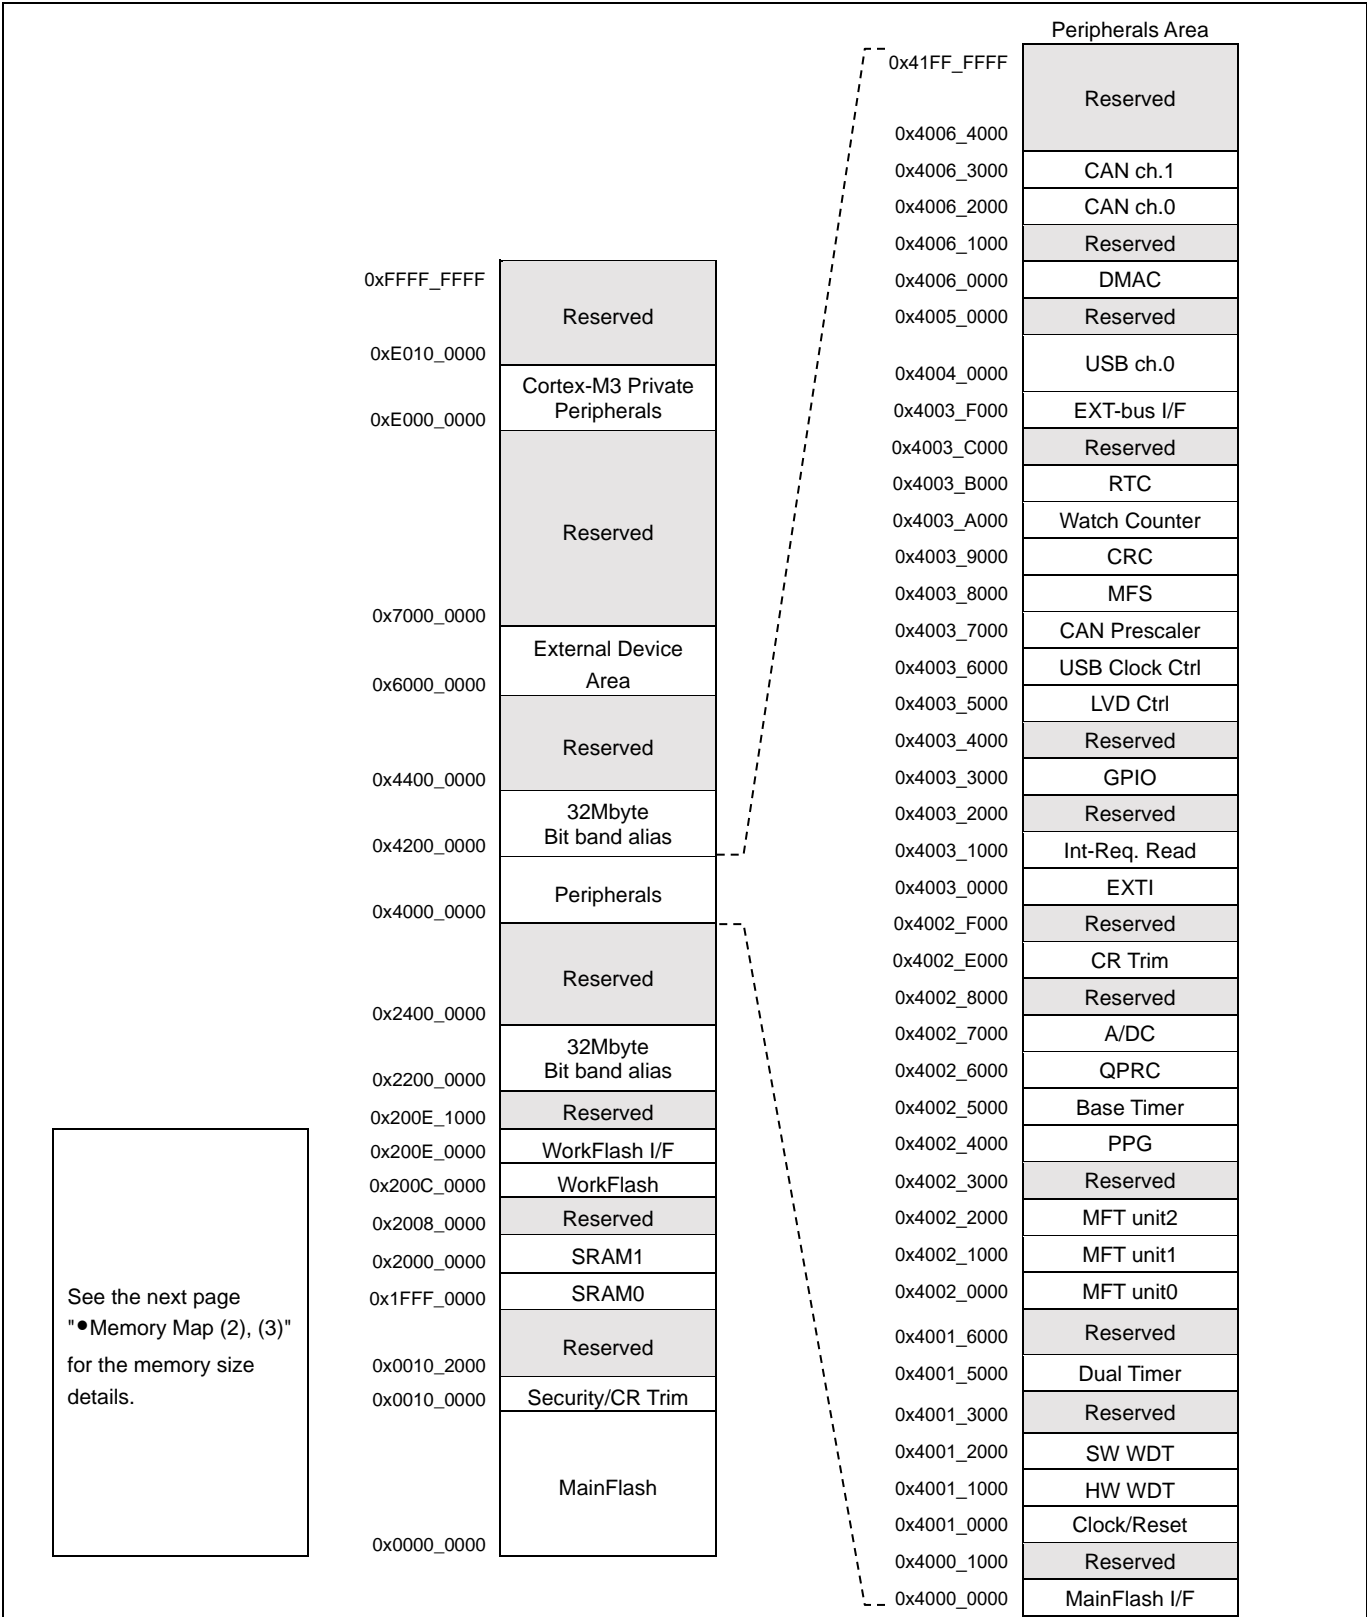 Peripherals Area
0x41FF_FFFF
Reserved
0x4006_4000
0x4006_3000 CAN ch.1
0x4006_2000 CAN ch.0
0x4006_1000 Reserved
0x4006_0000 DMAC
0x4005_0000 Reserved
USB ch.0
0x4004_0000
0x4003_F000 EXT-bus I/F
0x4003_C000 Reserved
0x4003_B000 RTC
0x4003_A000 Watch Counter
0x4003_9000 CRC
0x4003_8000 MFS
0x4003_7000 CAN Prescaler
0x4003_6000 USB Clock Ctrl
0x4003_5000 LVD Ctrl
0x4003_4000 Reserved
0x4003_3000 GPIO
0x4003_2000 Reserved
0x4003_1000 Int-Req. Read
0x4003_0000 EXTI
0x4002_F000 Reserved
0x4002_E000 CR Trim
0x4002_8000 Reserved
0x4002_7000 A/DC
0x4002_6000 QPRC
0x4002_5000 Base Timer
0x4002_4000 PPG
0x4002_3000 Reserved
0x4002_2000 MFT unit2
0x4002_1000 MFT unit1
0x4002_0000 MFT unit0
0x4001_6000 Reserved
0x4001_5000 Dual Timer
0x4001_3000 Reserved
0x4001_2000 SW WDT
0x4001_1000 HW WDT
0x4001_0000 Clock/Reset
0x4000_1000 Reserved
0x4000_0000 MainFlash I/F
0xFFFF_FFFF
Reserved
0xE010_0000
Cortex-M3 Private
Peripherals
0xE000_0000
Reserved
0x7000_0000
External Device
Area
0x6000_0000
Reserved
0x4400_0000
32Mbyte
Bit band alias
0x4200_0000
Peripherals
0x4000_0000
Reserved
0x2400_0000
32Mbyte
Bit band alias
0x2200_0000
0x200E_1000 Reserved
0x200E_0000 WorkFlash I/F
0x200C_0000 WorkFlash
0x2008_0000 Reserved
0x2000_0000 SRAM1
0x1FFF_0000 SRAM0
Reserved
0x0010_2000
0x0010_0000 Security/CR Trim
MainFlash
0x0000_0000
See the next page
"●Memory Map (2), (3)"
for the memory size
details.